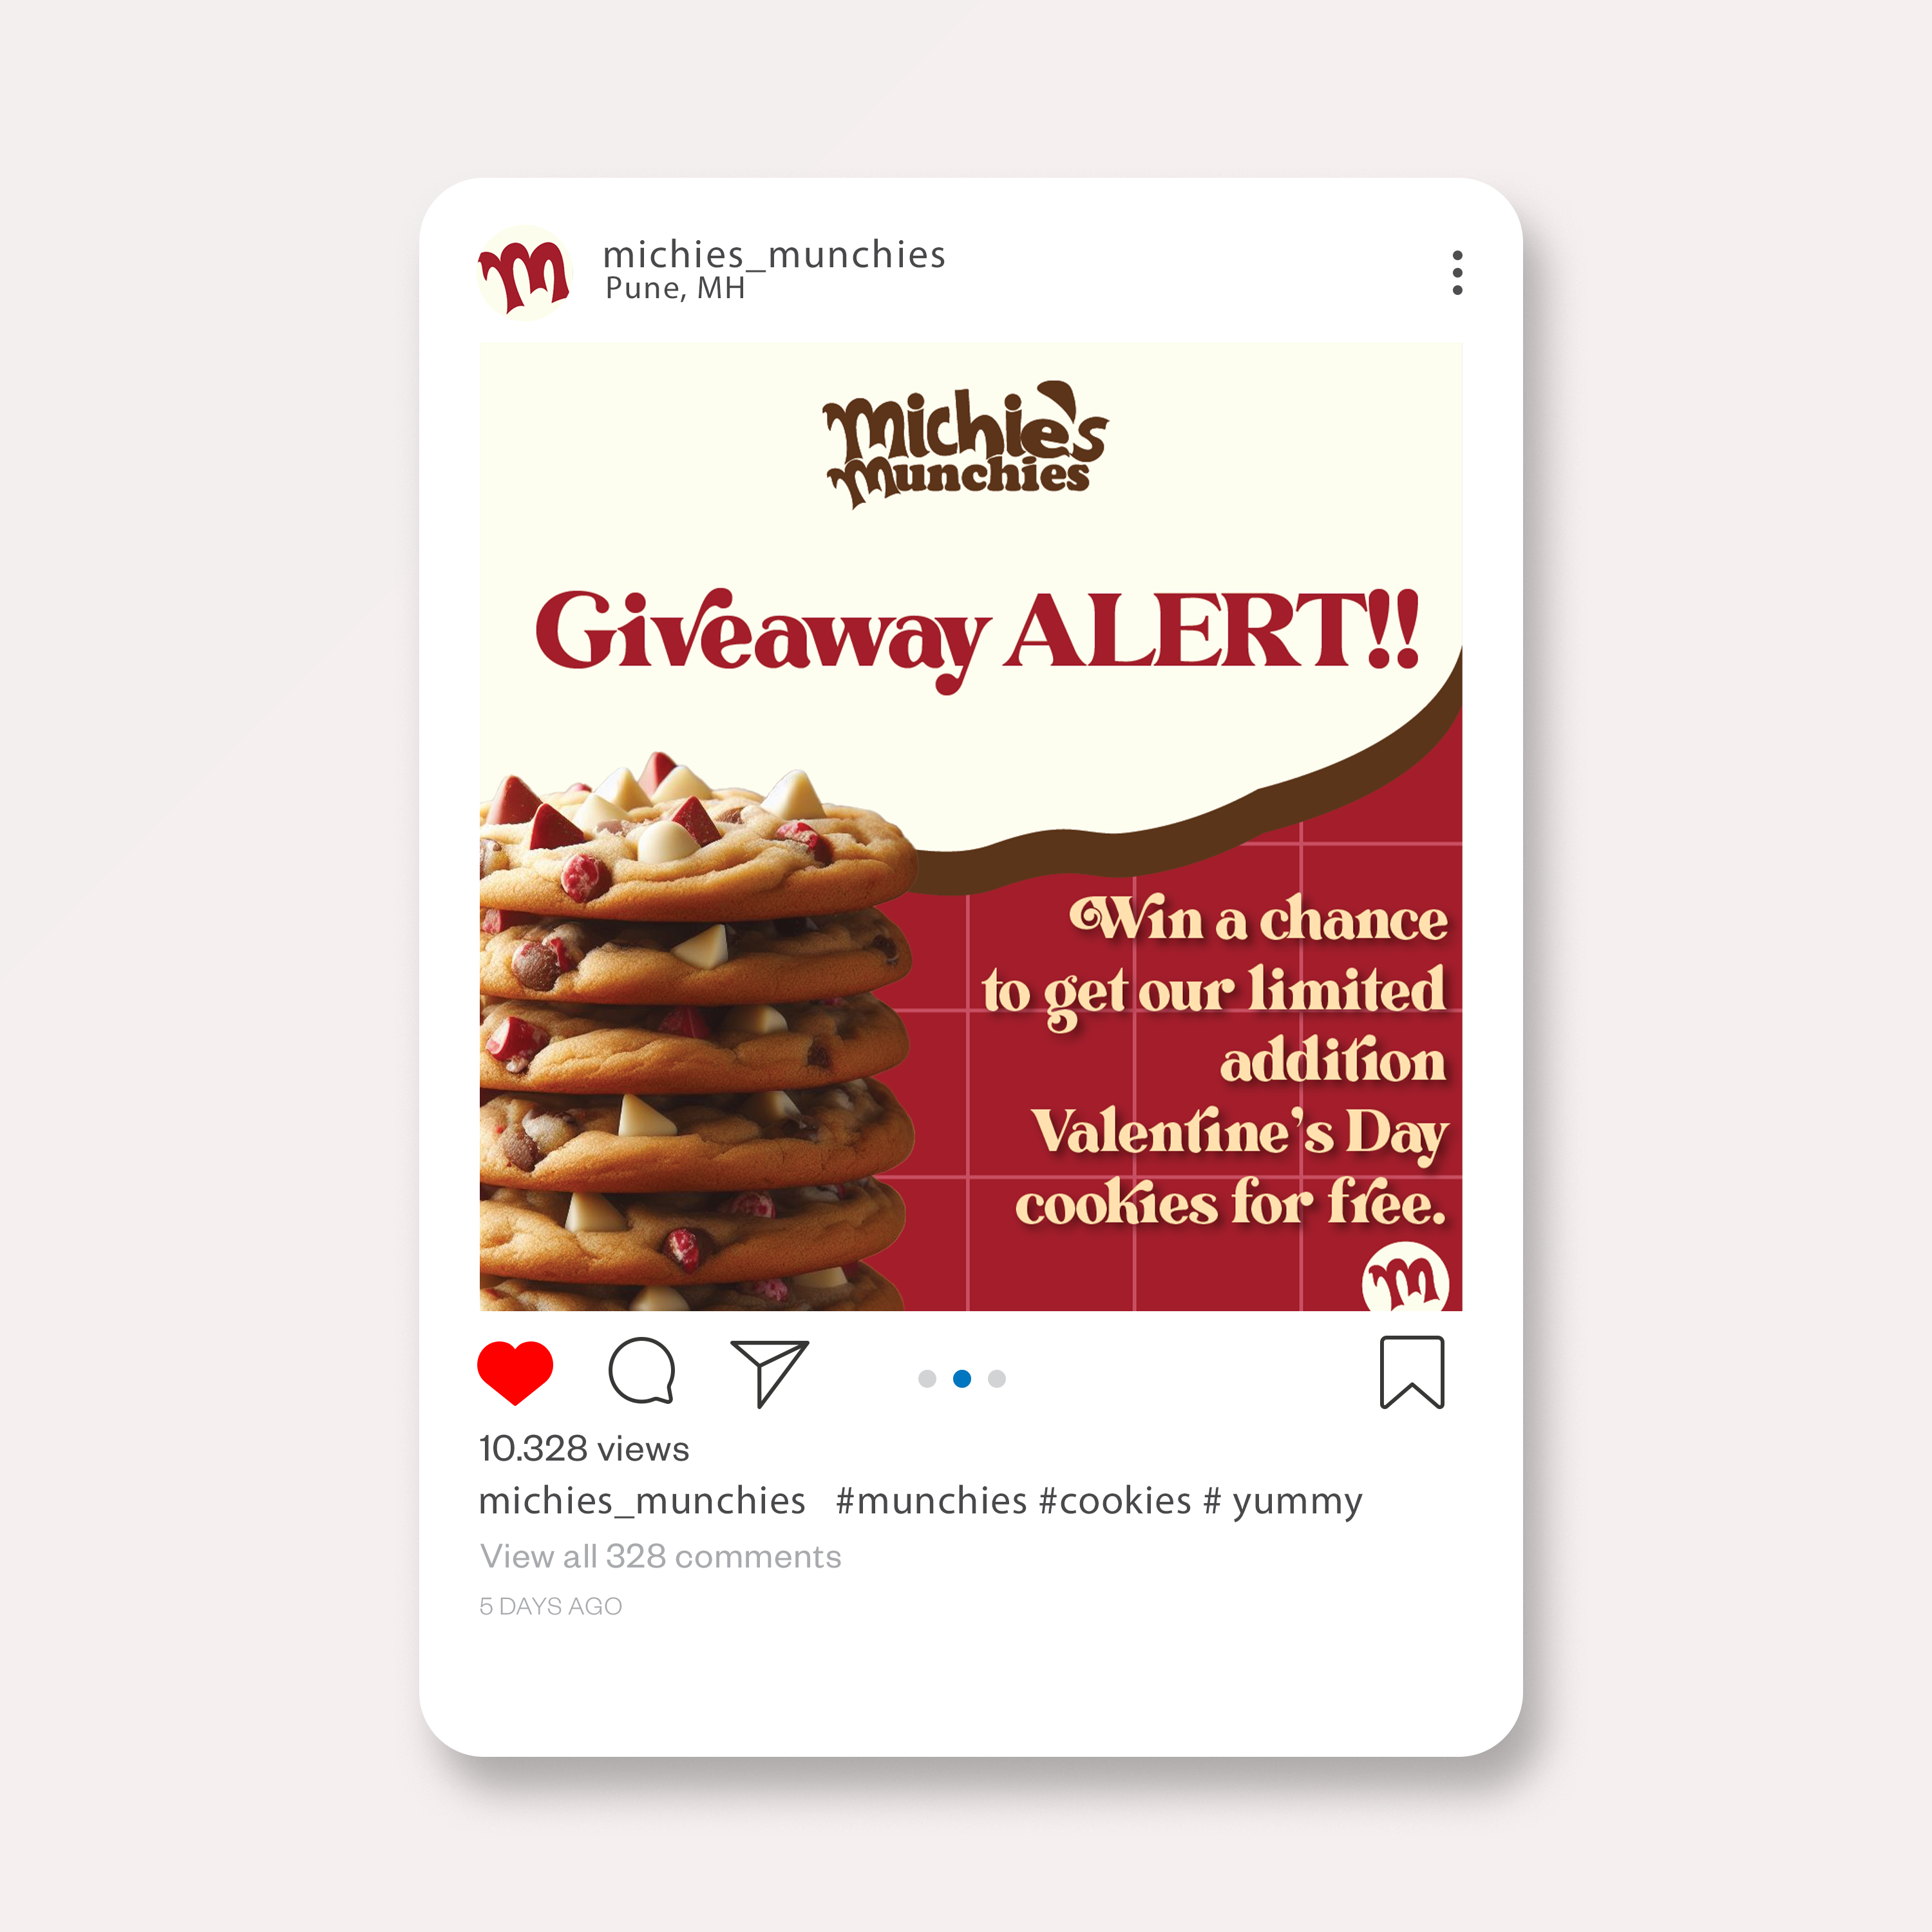 michies_munchies
Pune, MH
Michie's
Munchies
Giveaway ALERT!!
Win a chance
to get our limited
addition
Valentine's Day
cookies for free.
m
10.328 views
michies_munchies #munchies #cookies # yummy
View all 328 comments
5 DAYS AGO